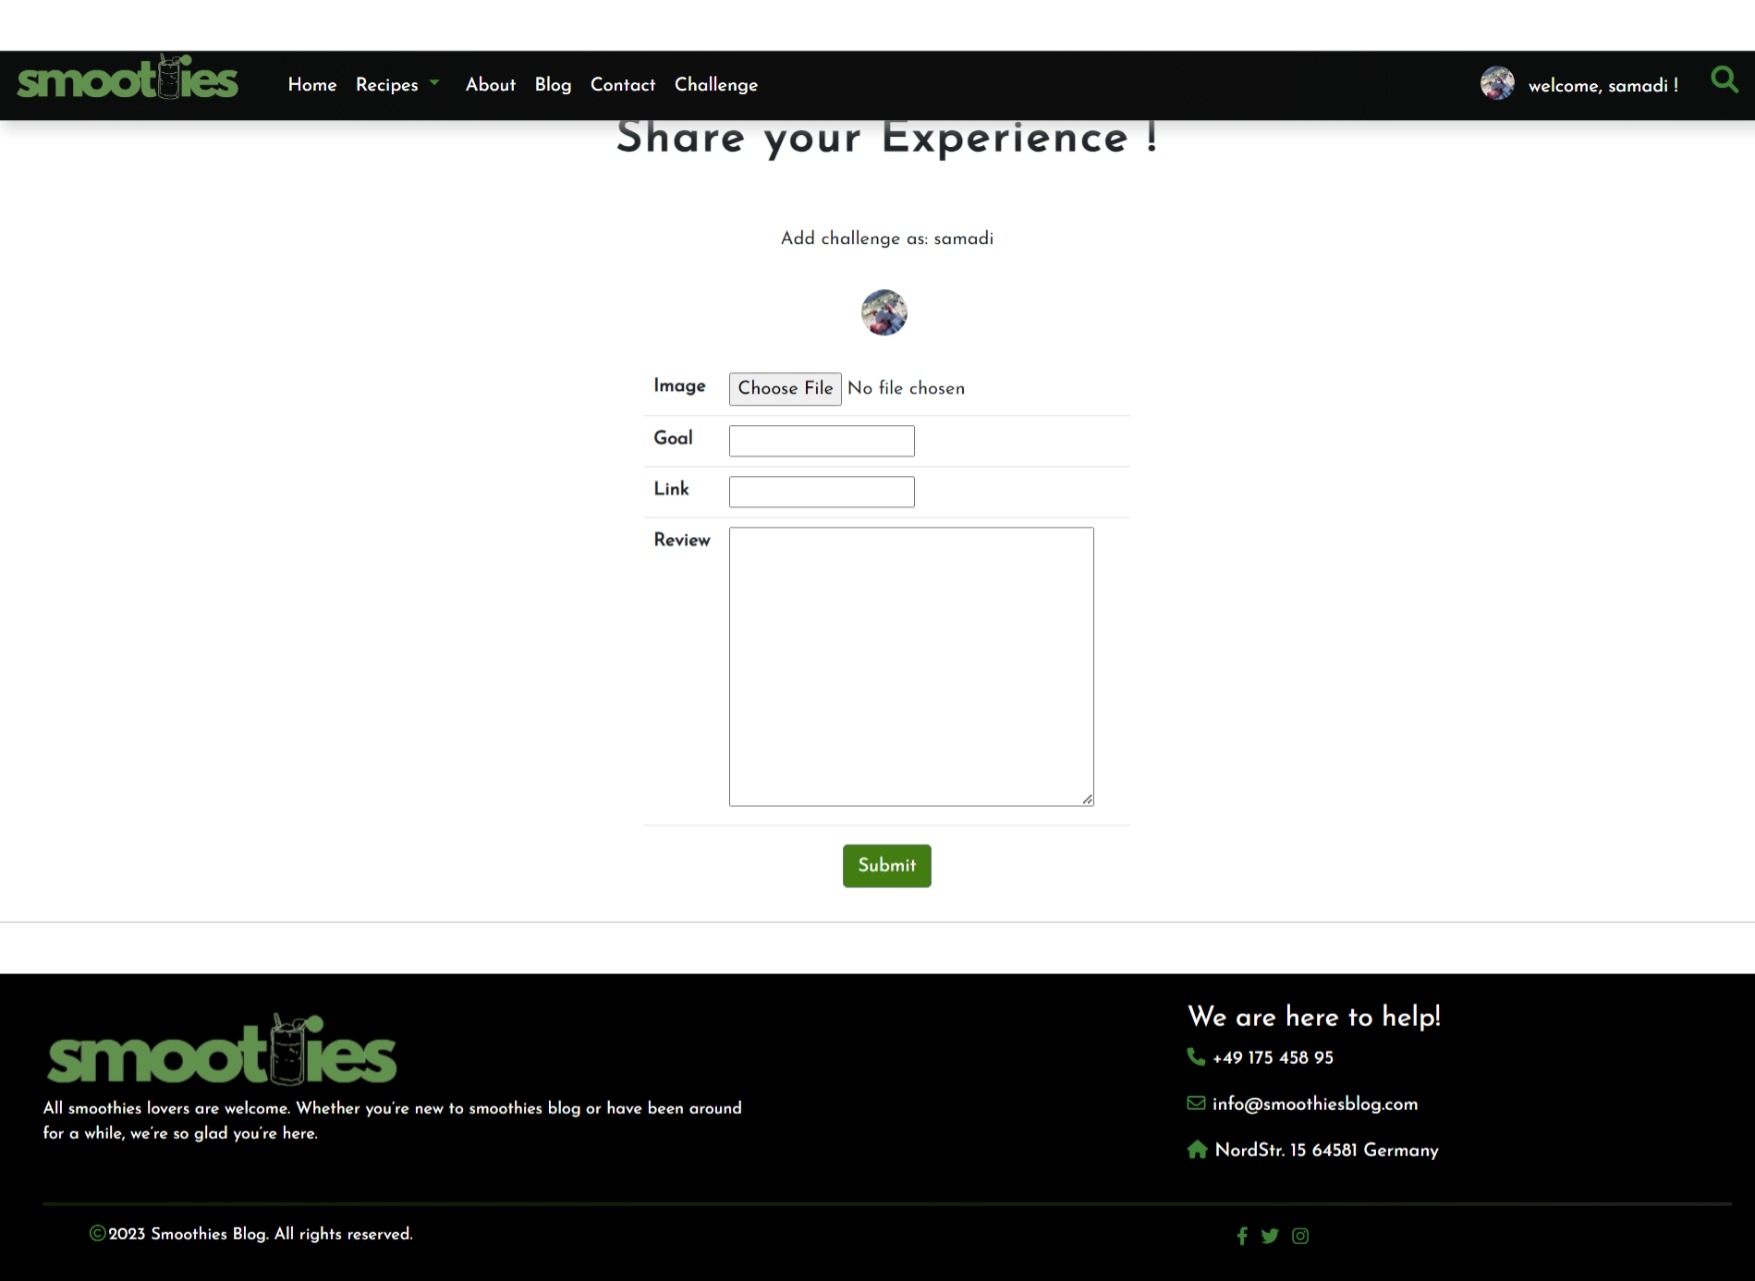 smoothies Home Recipes About Blog Contact Challenge welcome, samadi !
Share your Experience !
Add challenge as: samadi
Image Choose File No file chosen
Goal
Link
Review
Submit
smoothies
All smoothies lovers are welcome. Whether you're new to smoothies blog or have been around
for a while, we're so glad you're here.
We are here to help!
+49 175 458 95
info@smoothiesblog.com
NordStr. 15 64581 Germany
©2023 Smoothies Blog. All rights reserved.